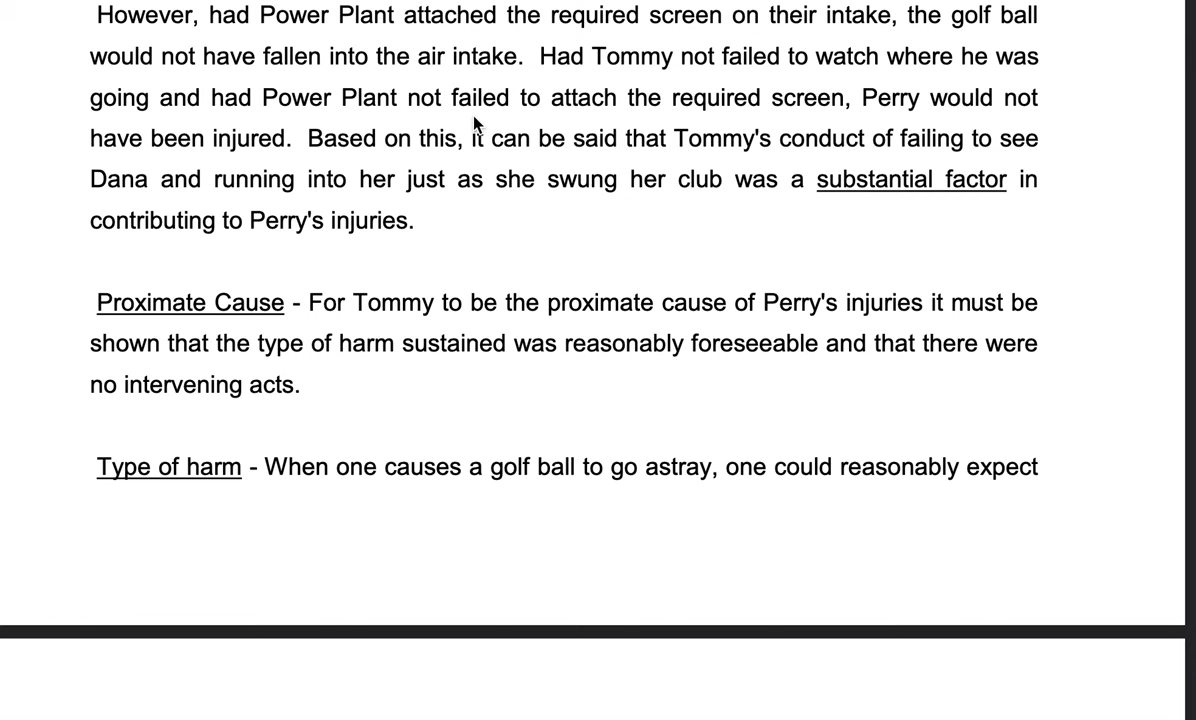 However, had Power Plant attached the required screen on their intake, the golf ball
would not have fallen into the air intake.  Had Tommy not failed to watch where he was
going and had Power Plant not failed to attach the required screen, Perry would not
have been injured.  Based on this, it can be said that Tommy's conduct of failing to see
Dana and running into her just as she swung her club was a substantial factor in
contributing to Perry's injuries.
Proximate Cause - For Tommy to be the proximate cause of Perry's injuries it must be
shown that the type of harm sustained was reasonably foreseeable and that there were
no intervening acts.
Type of harm - When one causes a golf ball to go astray, one could reasonably expect